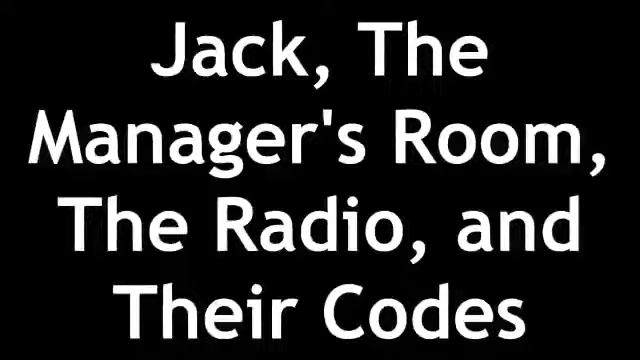 Jack, The
Manager's Room,
The Radio, and
Their Codes